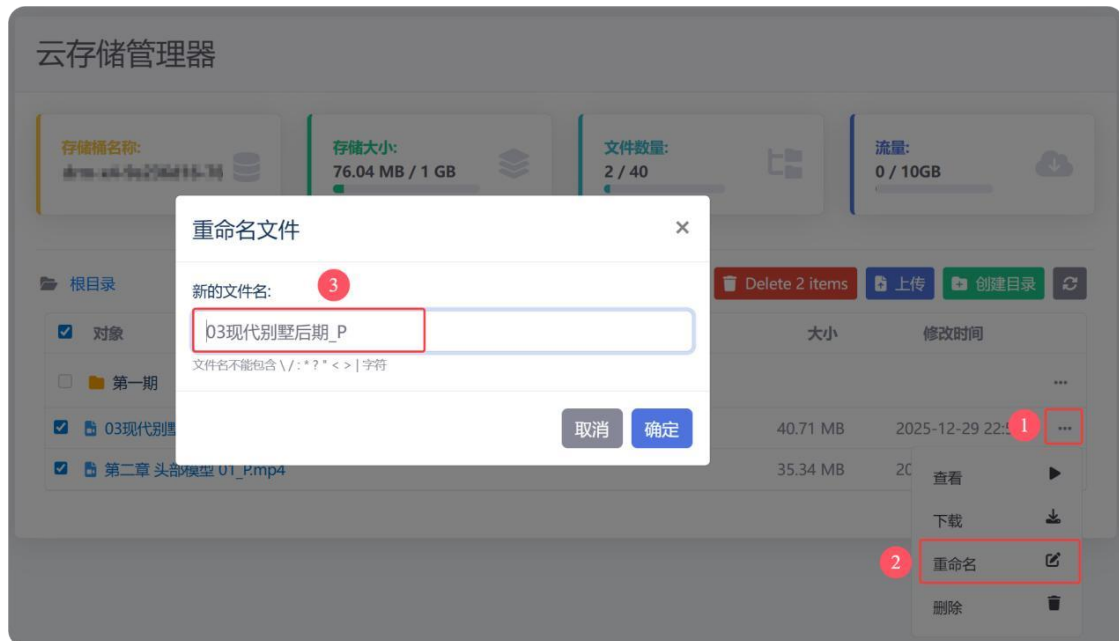 云存储管理器
存储桶名称:
存储大小:
76.04 MB / 1 GB
文件数量:
2 / 40
流量:
0 / 10GB
重命名文件
×
新的文件名:
3
03现代别墅后期_P
文件名不能包含 \ / : * ? " < > | 字符
取消
确定
根目录
Delete 2 items
上传
创建目录
对象
大小
修改时间
第一期
03现代别墅
40.71 MB
2025-12-29 22:5
1
第二章 头部模型 01_P.mp4
35.34 MB
20
查看
下载
2
重命名
删除